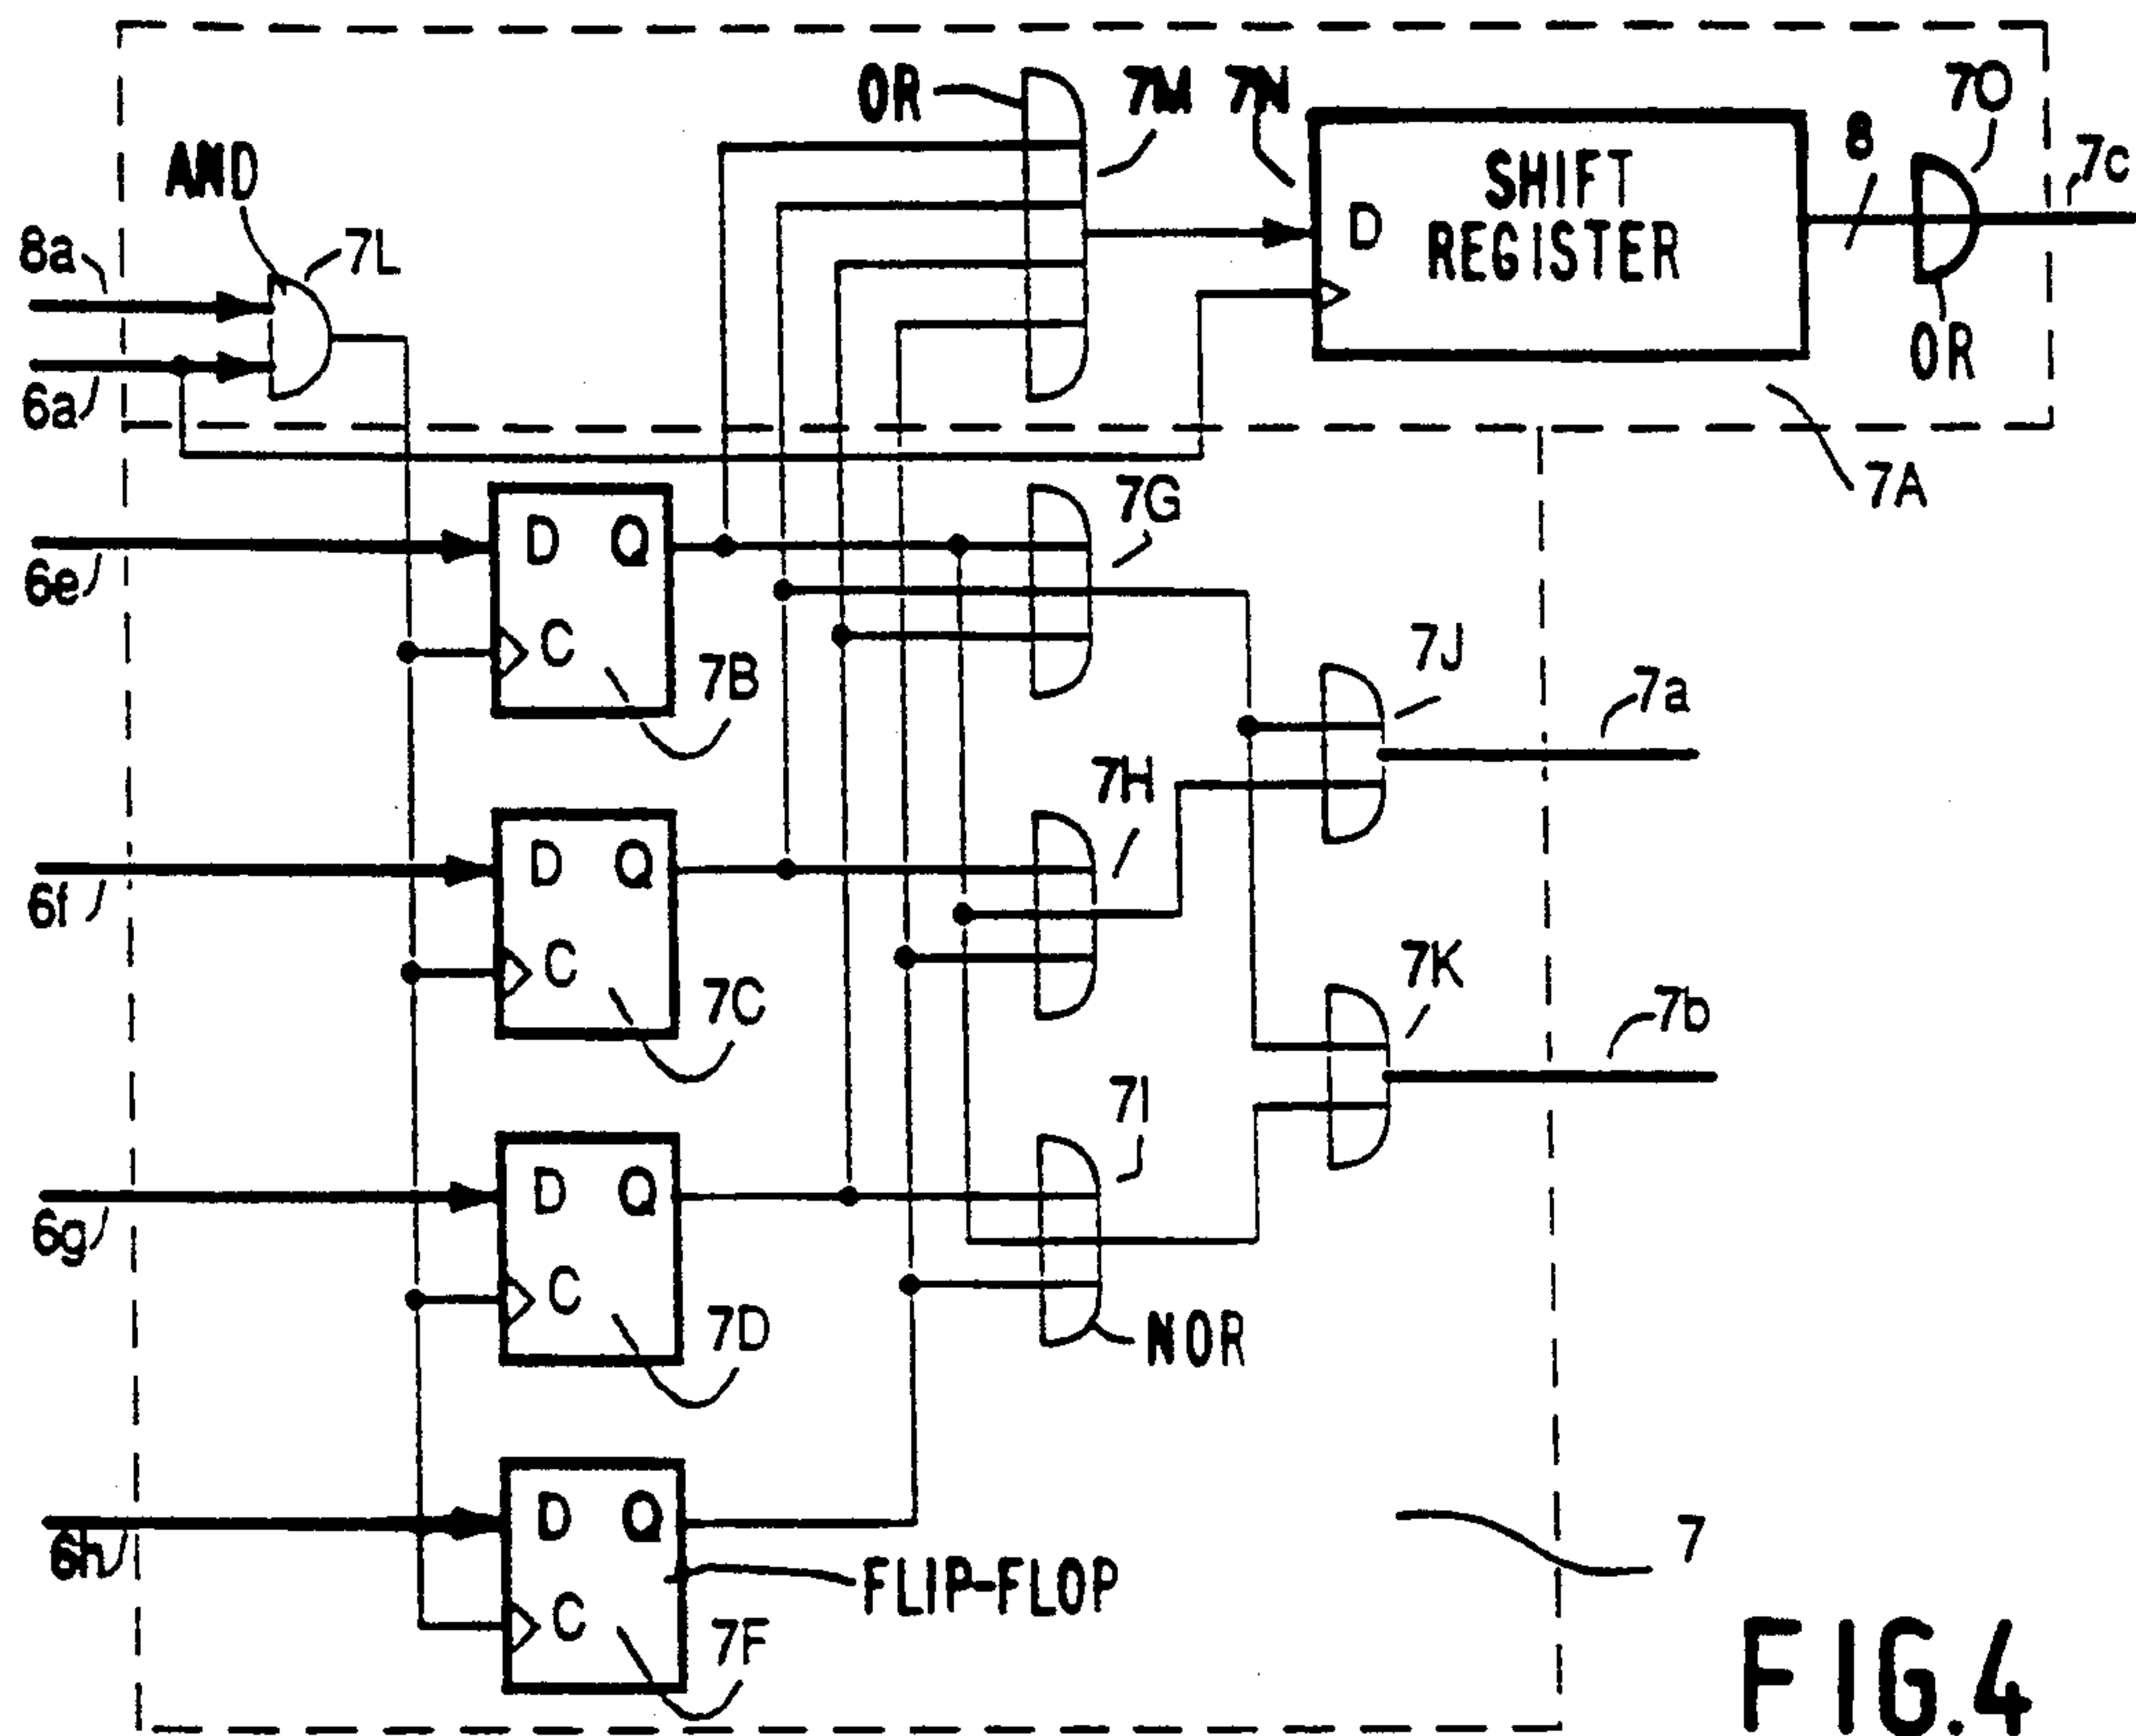 OR
7M
7N
7O
AND
SHIFT
REGISTER
8
7c
8a
7L
D
OR
6a
7A
7G
D Q
6e
C
7B
7J
7a
7H
D Q
6f
C
7C
7K
7b
7I
D Q
6g
C
7D
NOR
D Q
6h
7
FLIP-FLOP
C
7F
FIG.4